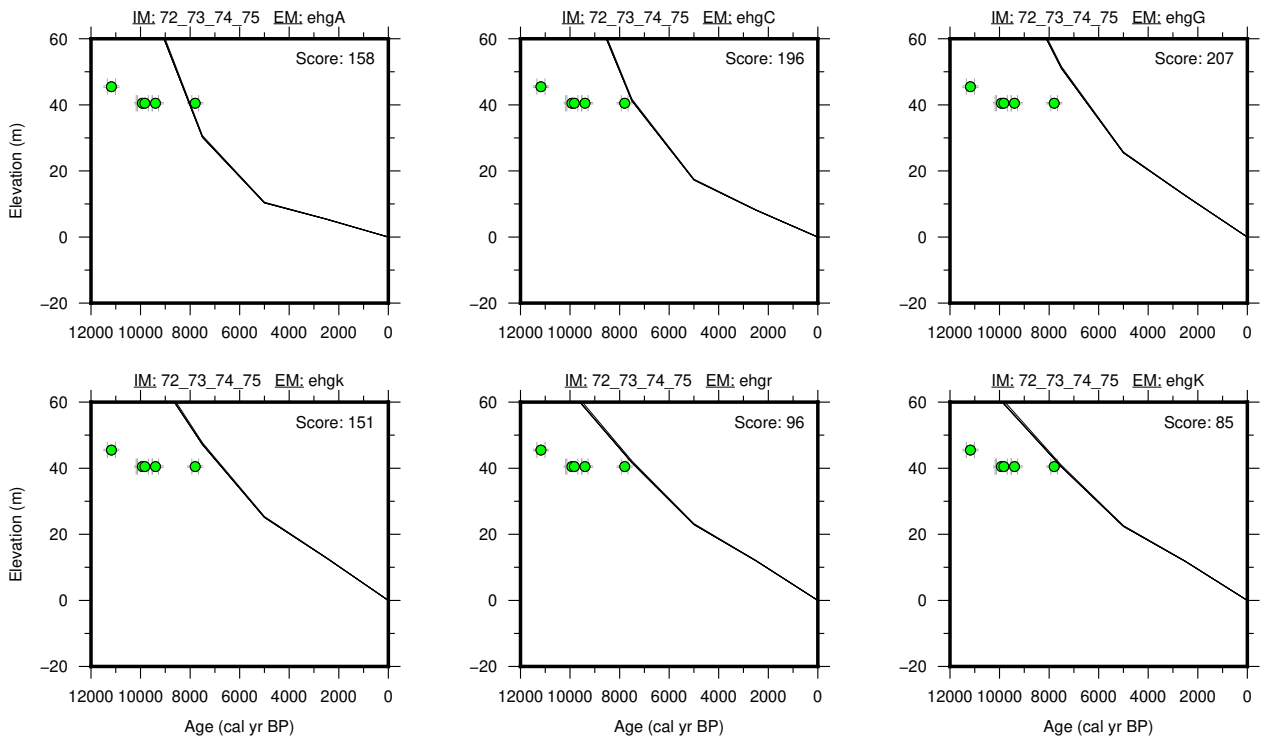 IM: 72_73_74_75 EM: ehgA
IM: 72_73_74_75 EM: ehgC
IM: 72_73_74_75 EM: ehgG
Score: 158
Score: 196
Score: 207
Elevation (m)
60
40
20
0
−20
60
40
20
0
−20
60
40
20
0
−20
12000 10000 8000 6000 4000 2000 0
12000 10000 8000 6000 4000 2000 0
12000 10000 8000 6000 4000 2000 0
IM: 72_73_74_75 EM: ehgk
IM: 72_73_74_75 EM: ehgr
IM: 72_73_74_75 EM: ehgK
Score: 151
Score: 96
Score: 85
Elevation (m)
60
40
20
0
−20
60
40
20
0
−20
60
40
20
0
−20
12000 10000 8000 6000 4000 2000 0
12000 10000 8000 6000 4000 2000 0
12000 10000 8000 6000 4000 2000 0
Age (cal yr BP)
Age (cal yr BP)
Age (cal yr BP)